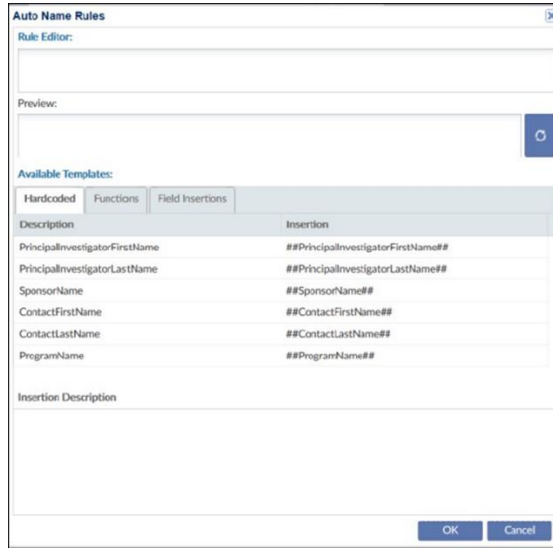 Auto Name Rules
Rule Editor:
Preview:
Available Templates:
Hardcoded Functions Field Insertions
Description Insertion
PrincipalInvestigatorFirstName ##PrincipalInvestigatorFirstName##
PrincipalInvestigatorLastName ##PrincipalInvestigatorLastName##
SponsorName ##SponsorName##
ContactFirstName ##ContactFirstName##
ContactLastName ##ContactLastName##
ProgramName ##ProgramName##
Insertion Description
OK Cancel